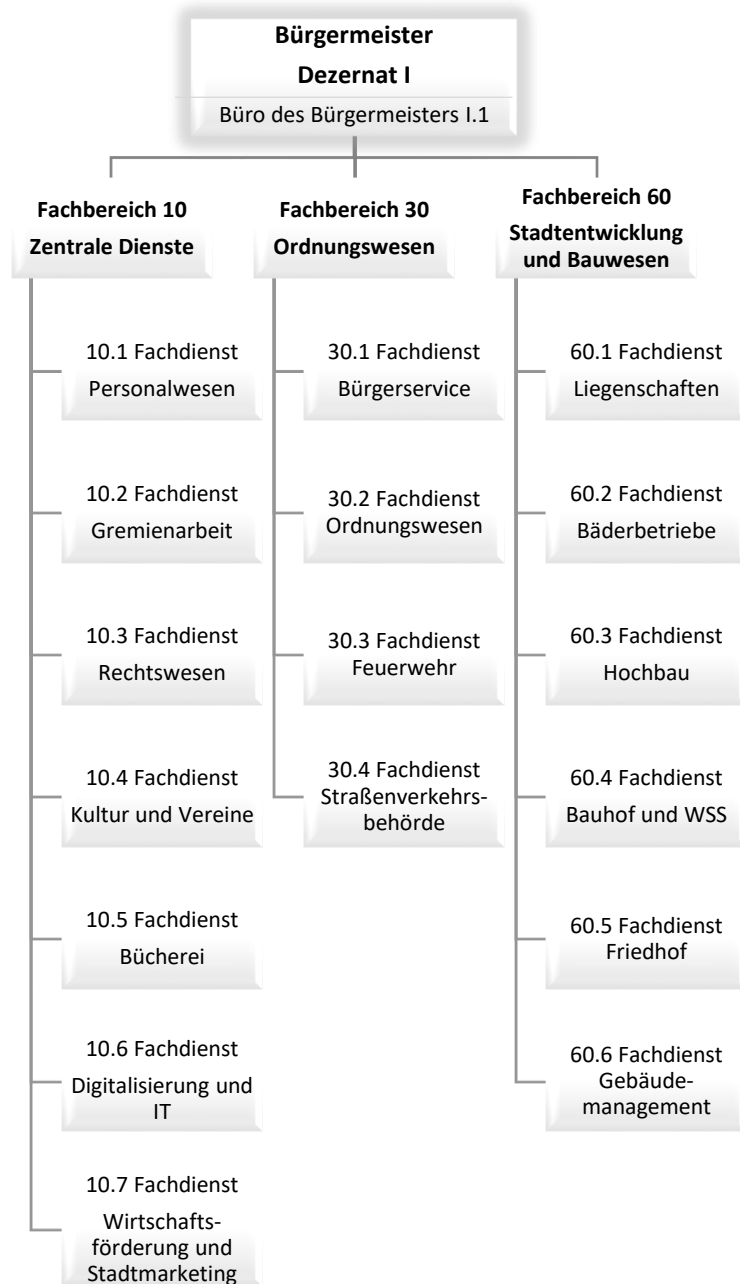 Bürgermeister
Dezernat I
Büro des Bürgermeisters I.1
Fachbereich 10
Zentrale Dienste
10.1 Fachdienst
Personalwesen
10.2 Fachdienst
Gremienarbeit
10.3 Fachdienst
Rechtswesen
10.4 Fachdienst
Kultur und Vereine
10.5 Fachdienst
Bücherei
10.6 Fachdienst
Digitalisierung und
IT
10.7 Fachdienst
Wirtschafts-
förderung und
Stadtmarketing
Fachbereich 30
Ordnungswesen
30.1 Fachdienst
Bürgerservice
30.2 Fachdienst
Ordnungswesen
30.3 Fachdienst
Feuerwehr
30.4 Fachdienst
Straßenverkehrs-
behörde
Fachbereich 60
Stadtentwicklung
und Bauwesen
60.1 Fachdienst
Liegenschaften
60.2 Fachdienst
Bäderbetriebe
60.3 Fachdienst
Hochbau
60.4 Fachdienst
Bauhof und WSS
60.5 Fachdienst
Friedhof
60.6 Fachdienst
Gebäude-
management